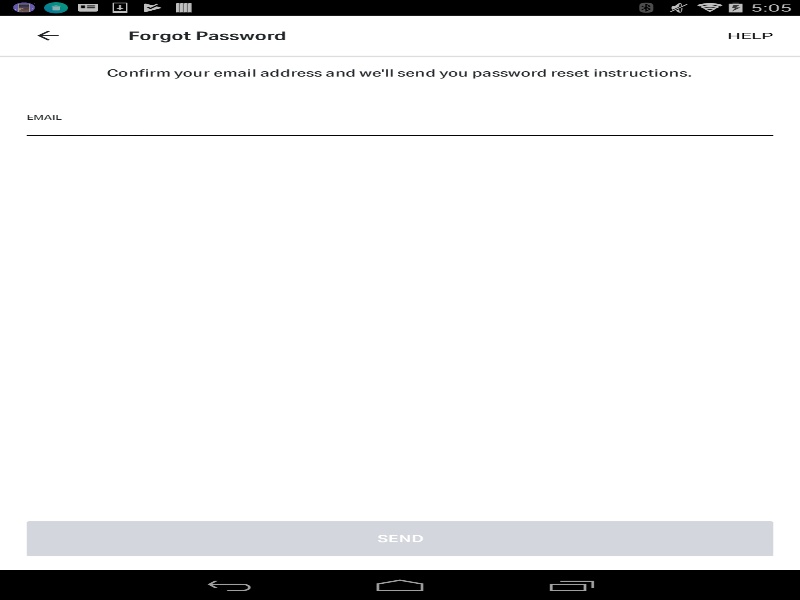 5:05
Forgot Password
HELP
Confirm your email address and we'll send you password reset instructions.
EMAIL
SEND